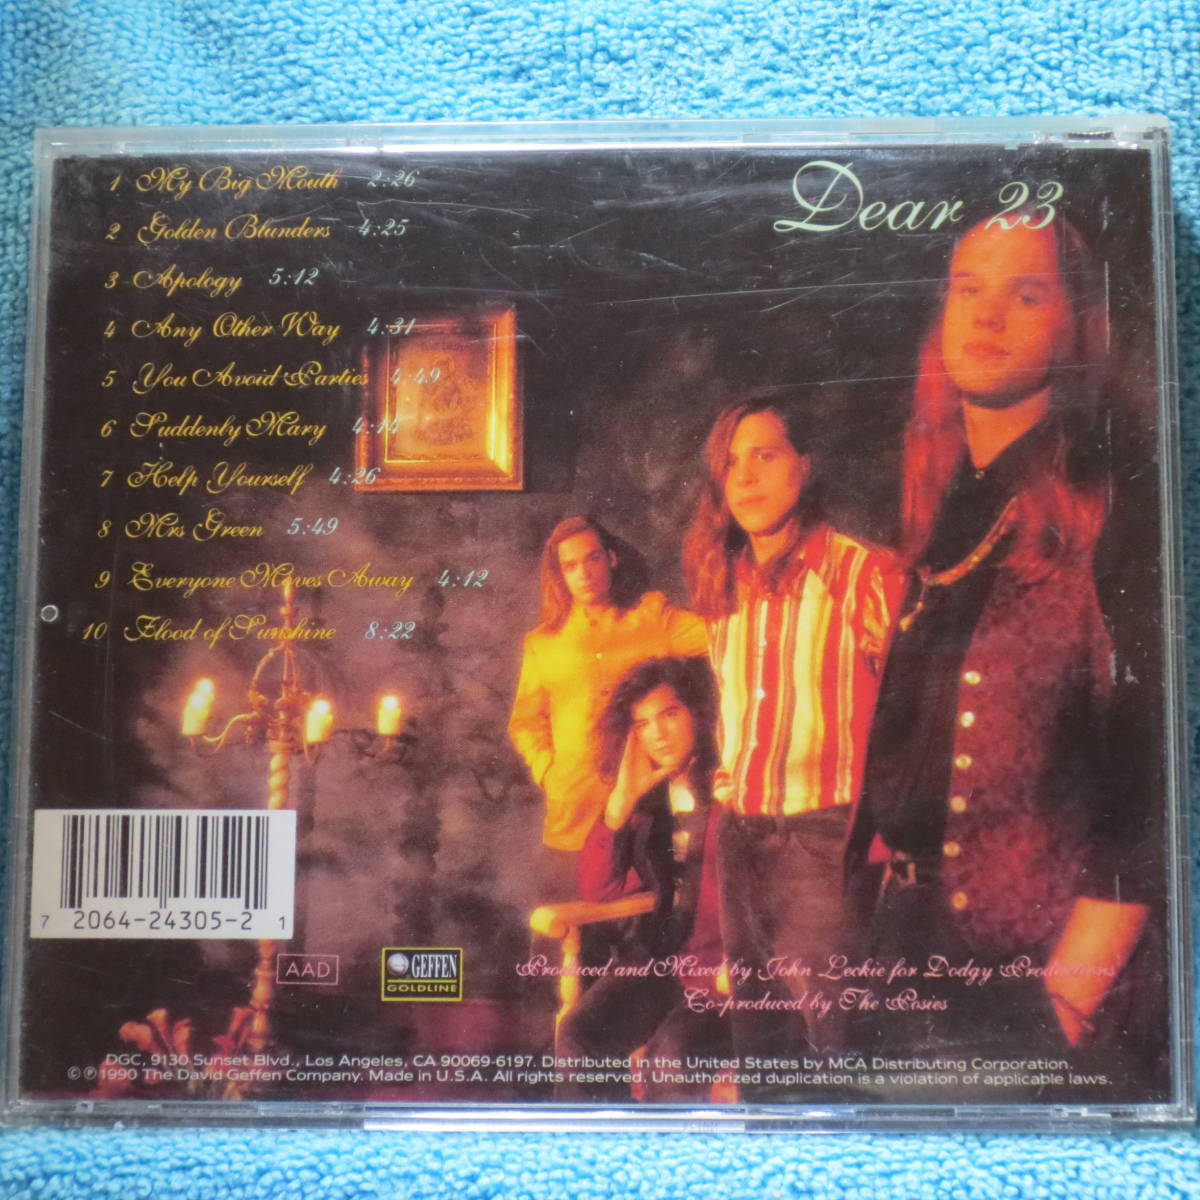 Dear 23
1 My Big Mouth 2:26
2 Golden Blunders 4:25
3 Apology 5:12
4 Any Other Way 4:31
5 You Avoid Parties 4:49
6 Suddenly Mary 4:14
7 Help Yourself 4:26
8 Mrs Green 5:49
9 Everyone Moves Away 4:12
10 Flood of Sunshine 8:22
7 2064-24305-2 1
AAD
GEFFEN
GOLDLINE
Produced and Mixed by John Leckie for Dodgy Productions
Co-produced by The Posies
DGC, 9130 Sunset Blvd., Los Angeles, CA 90069-6197. Distributed in the United States by MCA Distributing Corporation.
©℗1990 The David Geffen Company. Made in U.S.A. All rights reserved. Unauthorized duplication is a violation of applicable laws.